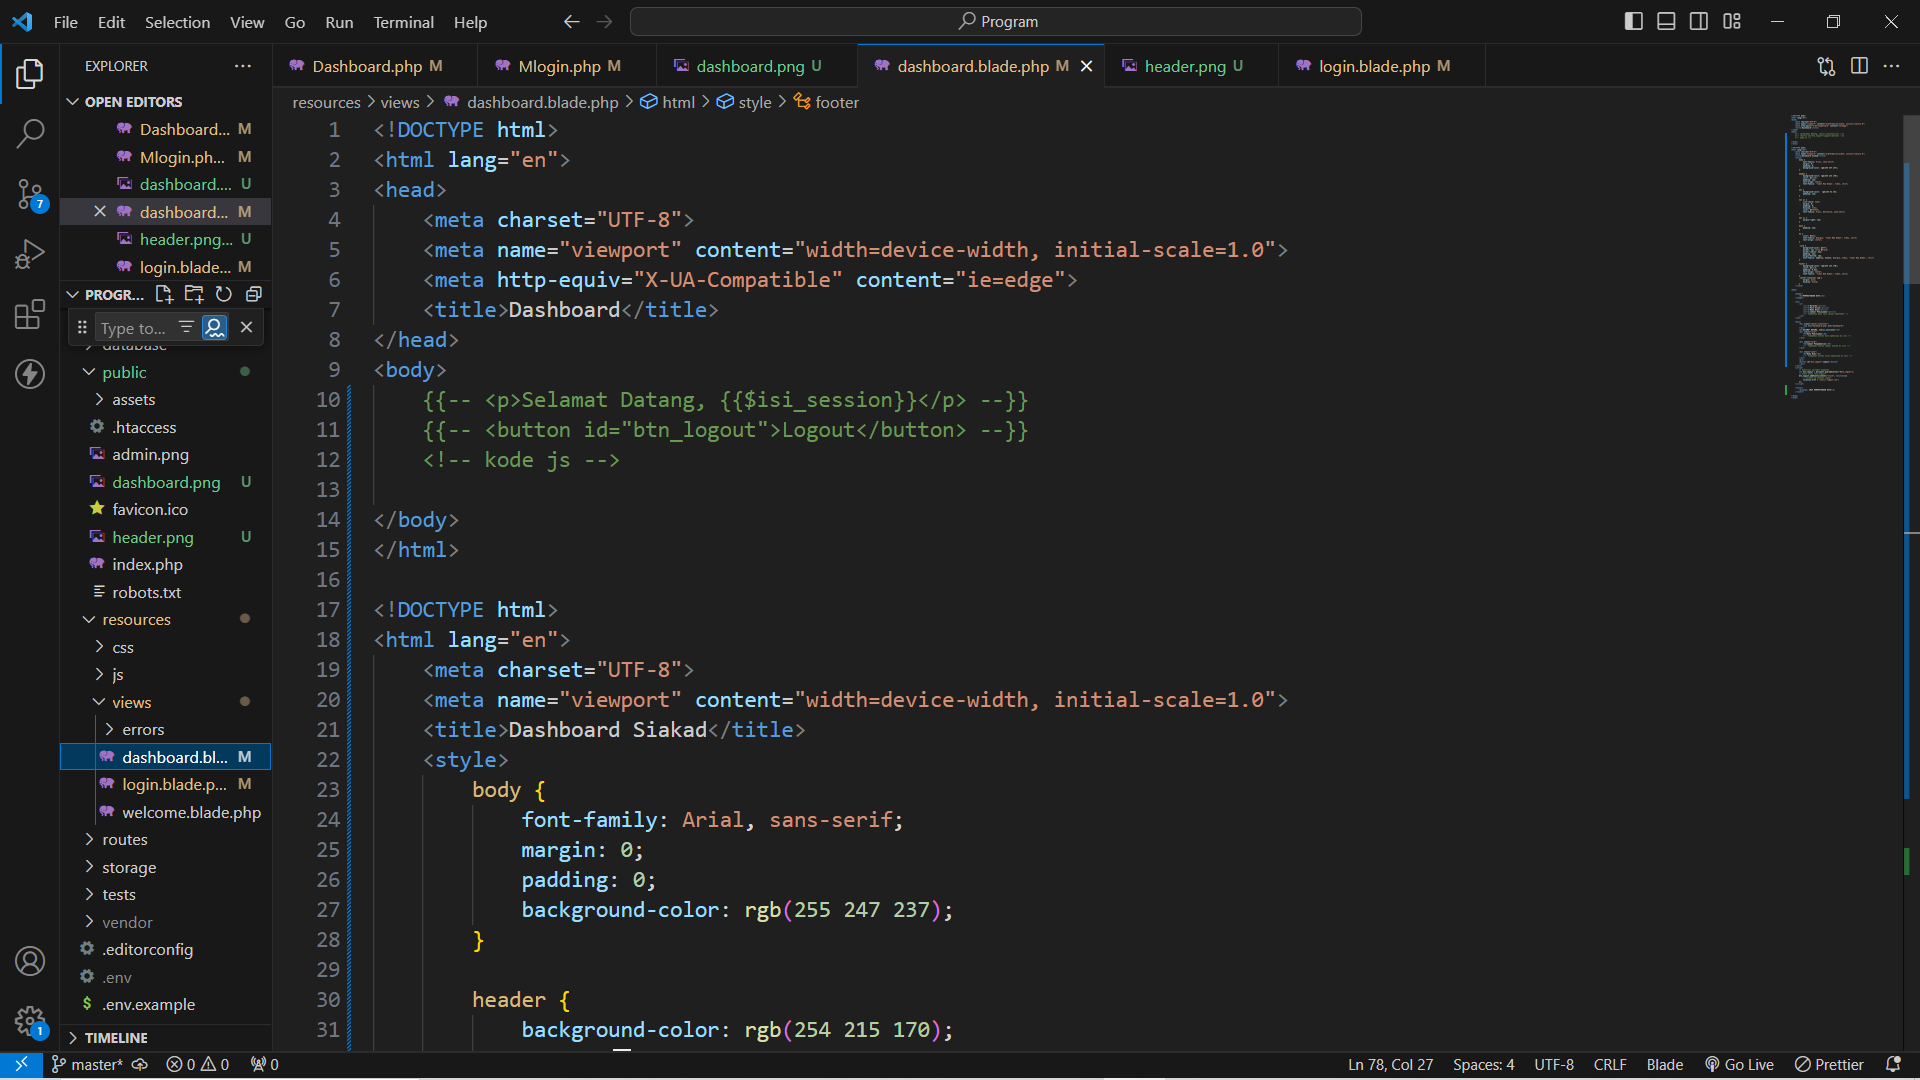 File Edit Selection View Go Run Terminal Help
Program
EXPLORER
OPEN EDITORS
Dashboard... M
Mlogin.ph... M
dashboard.... U
dashboard... M
header.png... U
login.blade... M
PROGR...
Type to...
database
public
assets
.htaccess
admin.png
dashboard.png U
favicon.ico
header.png U
index.php
robots.txt
resources
css
js
views
errors
dashboard.bl... M
login.blade.p... M
welcome.blade.php
routes
storage
tests
vendor
.editorconfig
.env
.env.example
TIMELINE
7
1
Dashboard.php M
Mlogin.php M
dashboard.png U
dashboard.blade.php M
header.png U
login.blade.php M
resources > views > dashboard.blade.php > html > style > footer
1 <!DOCTYPE html>
2 <html lang="en">
3 <head>
4 <meta charset="UTF-8">
5 <meta name="viewport" content="width=device-width, initial-scale=1.0">
6 <meta http-equiv="X-UA-Compatible" content="ie=edge">
7 <title>Dashboard</title>
8 </head>
9 <body>
10 {{-- <p>Selamat Datang, {{$isi_session}}</p> --}}
11 {{-- <button id="btn_logout">Logout</button> --}}
12 <!-- kode js -->
13
14 </body>
15 </html>
16
17 <!DOCTYPE html>
18 <html lang="en">
19 <meta charset="UTF-8">
20 <meta name="viewport" content="width=device-width, initial-scale=1.0">
21 <title>Dashboard Siakad</title>
22 <style>
23 body {
24 font-family: Arial, sans-serif;
25 margin: 0;
26 padding: 0;
27 background-color: rgb(255 247 237);
28 }
29
30 header {
31 background-color: rgb(254 215 170);
master* 0 0 0
Ln 78, Col 27 Spaces: 4 UTF-8 CRLF Blade Go Live Prettier